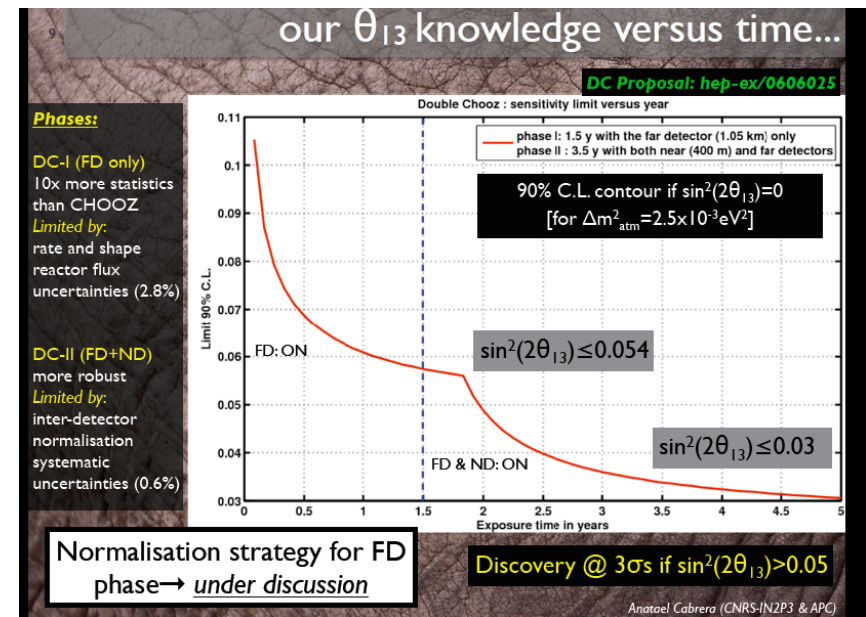 9
our θ13 knowledge versus time...
DC Proposal: hep-ex/0606025
Phases:
DC-I (FD only)
10x more statistics
than CHOOZ
Limited by:
rate and shape
reactor flux
uncertainties (2.8%)
DC-II (FD+ND)
more robust
Limited by:
inter-detector
normalisation
systematic
uncertainties (0.6%)
Double Chooz : sensitivity limit versus year
phase I: 1.5 y with the far detector (1.05 km) only
phase II : 3.5 y with both near (400 m) and far detectors
90% C.L. contour if sin²(2θ13)=0
[for Δm²atm=2.5x10⁻³eV²]
Limit 90% C.L.
0.11
0.1
0.09
0.08
0.07
0.06
0.05
0.04
0.03
FD: ON
sin²(2θ13)≤0.054
sin²(2θ13)≤0.03
FD & ND: ON
0 0.5 1 1.5 2 2.5 3 3.5 4 4.5 5
Exposure time in years
Normalisation strategy for FD
phase→ under discussion
Discovery @ 3σs if sin²(2θ13)>0.05
Anatael Cabrera (CNRS-IN2P3 & APC)